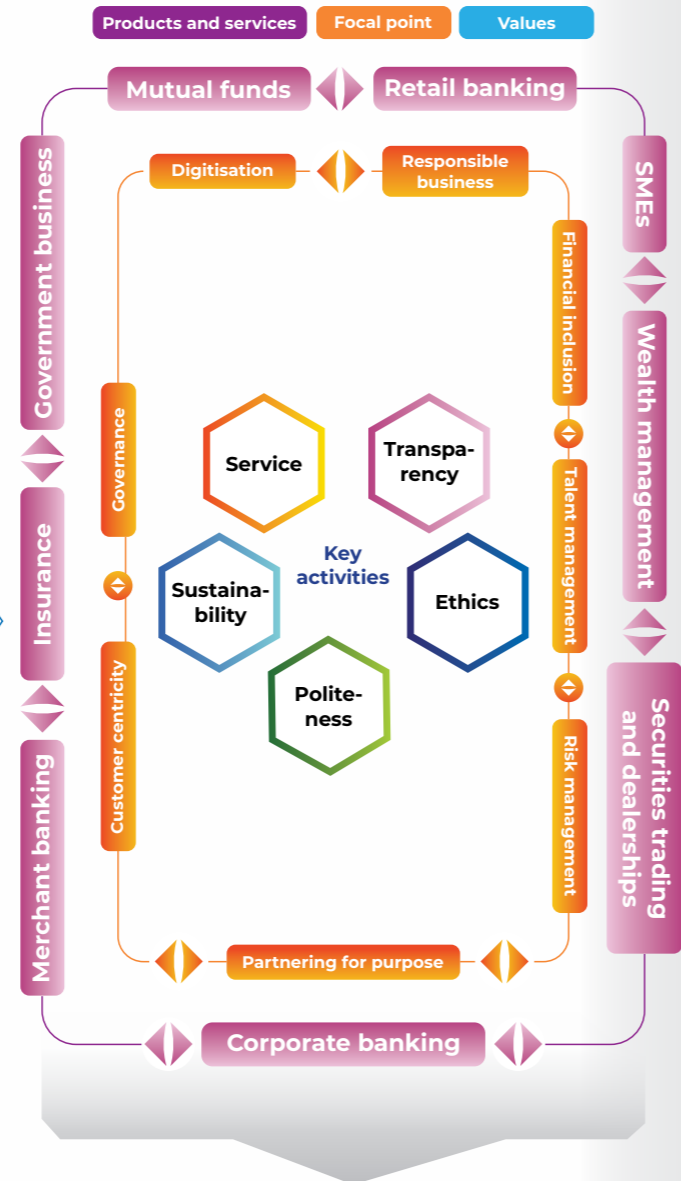 Products and services
Focal point
Values
Mutual funds
Retail banking
Government business
Insurance
Merchant banking
SMEs
Wealth management
Securities trading
and dealerships
Corporate banking
Digitisation
Responsible
business
Governance
Customer centricity
Financial inclusion
Talent management
Risk management
Partnering for purpose
Service
Transpa-
rency
Key
activities
Sustaina-
bility
Ethics
Polite-
ness